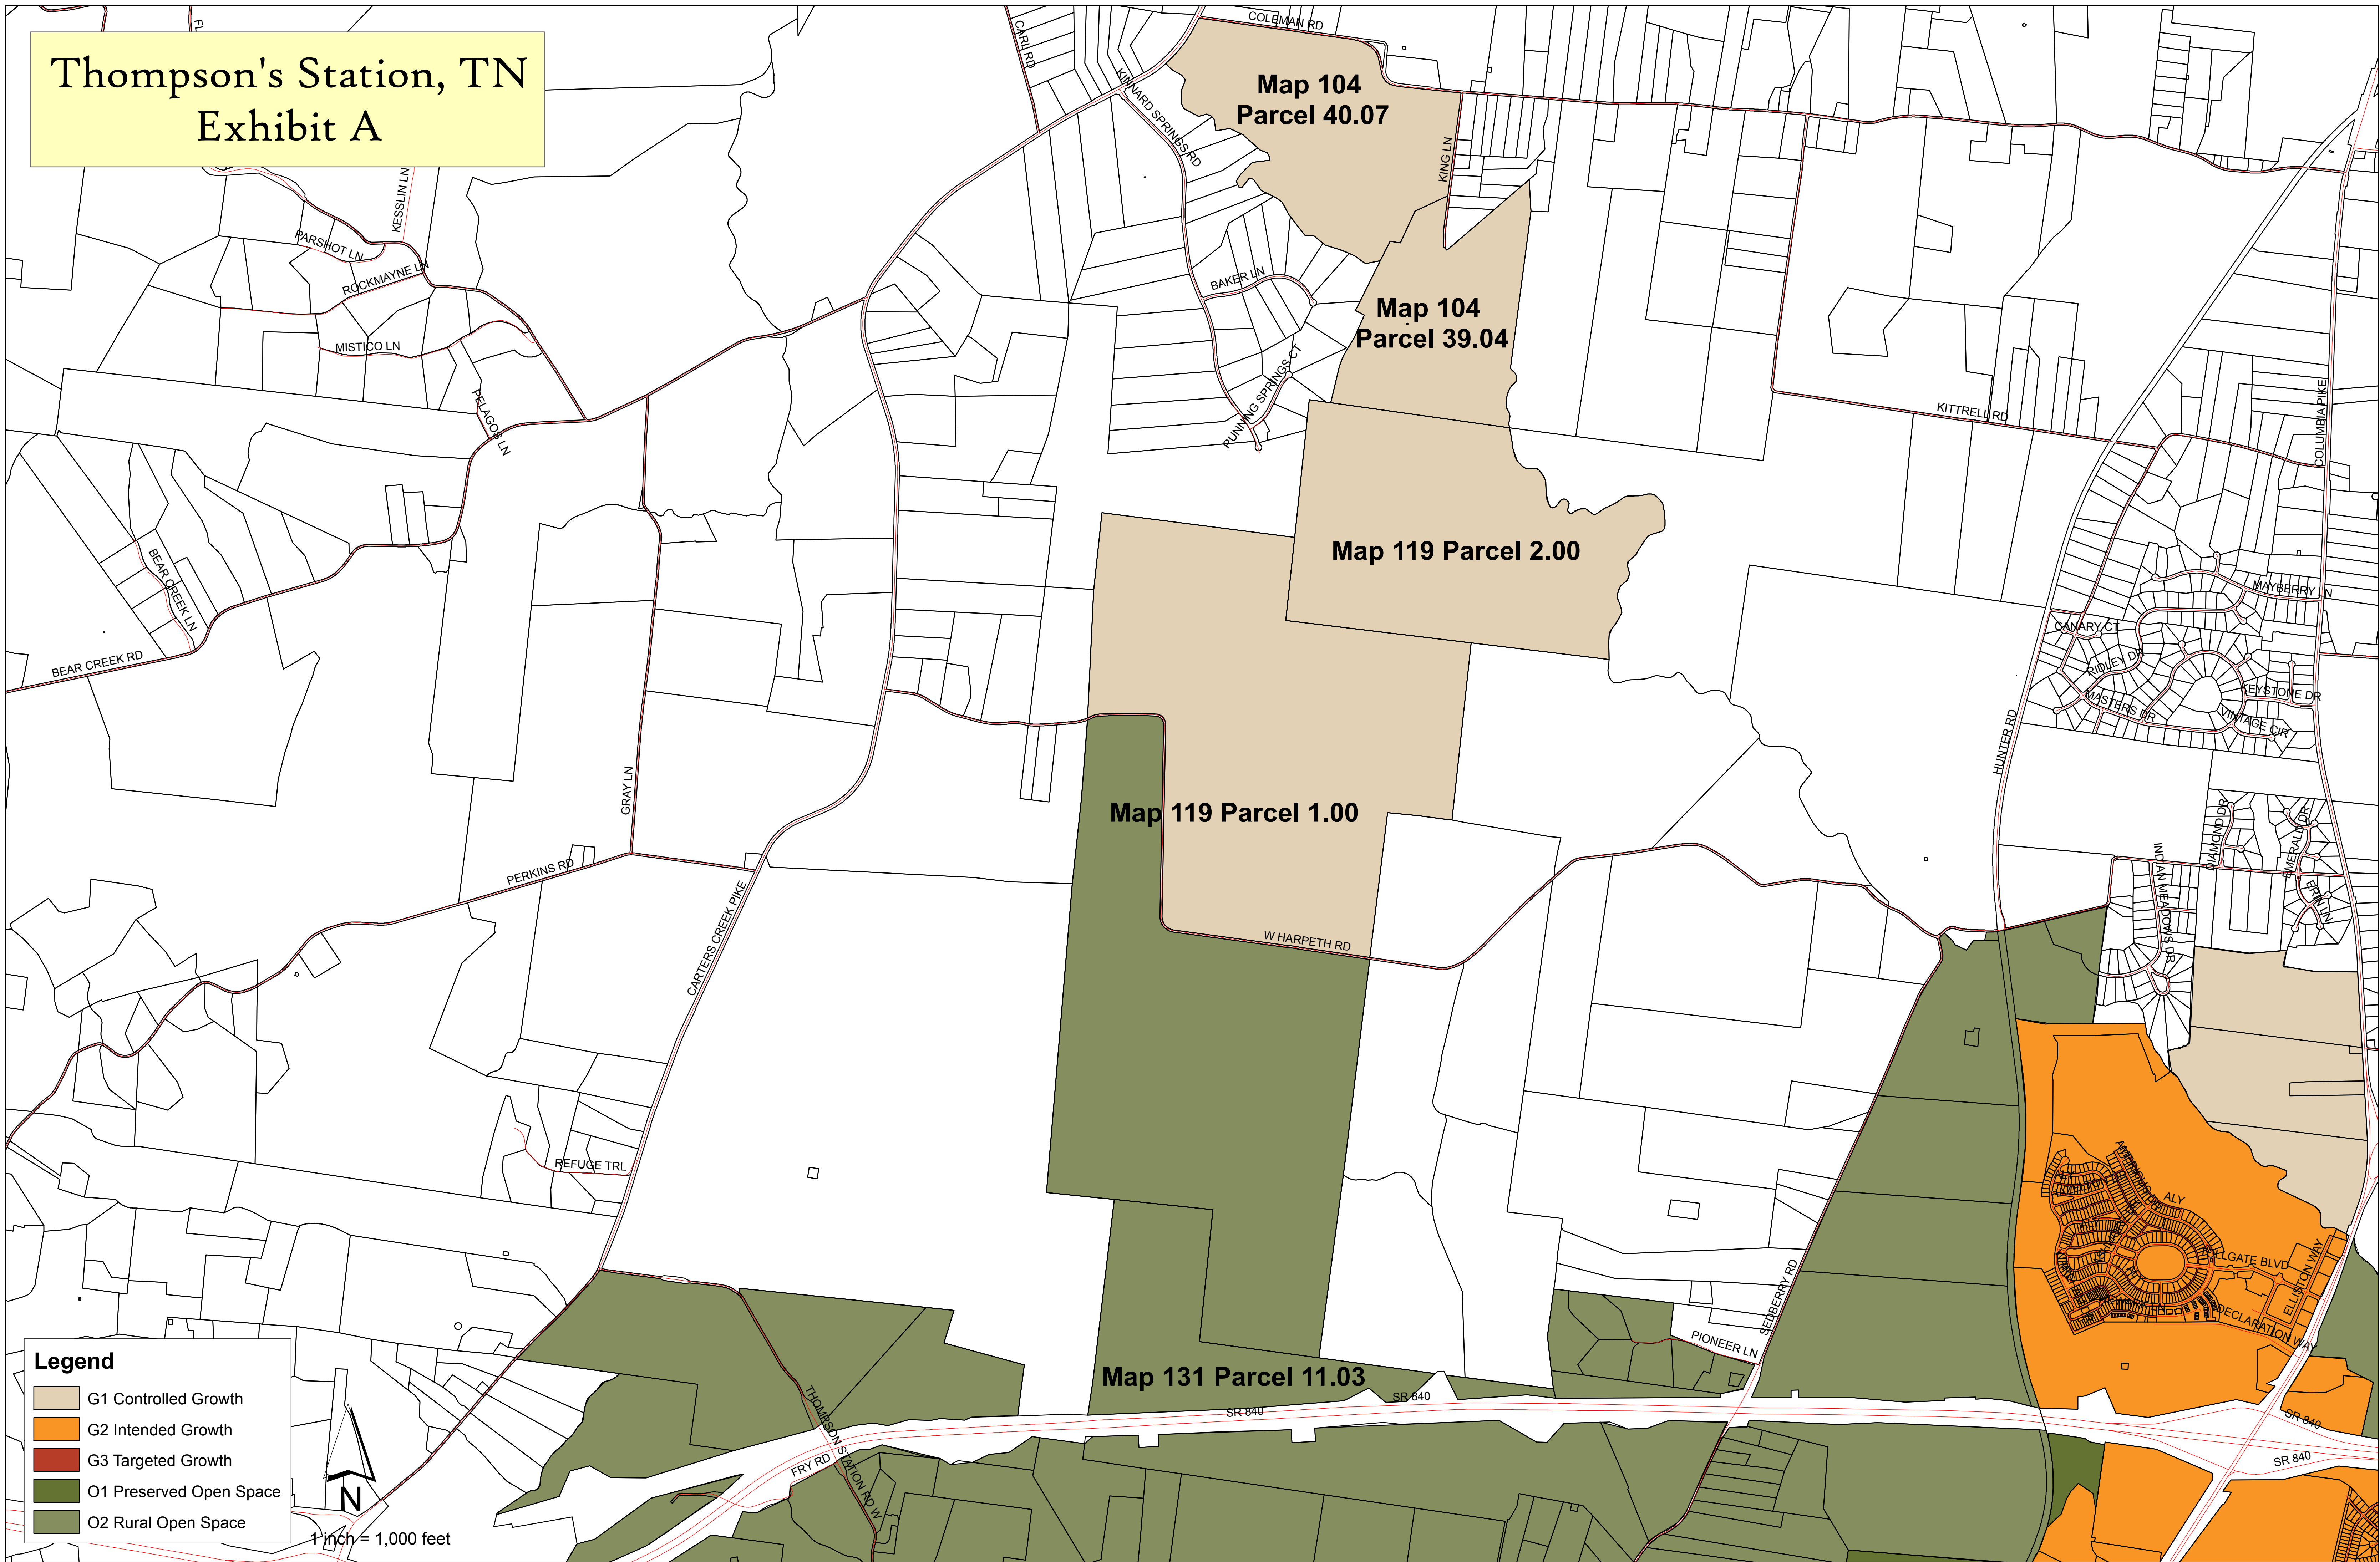 Thompson's Station, TN
Exhibit A
FL
CARL RD
COLEMAN RD
KINNARD SPRINGS RD
Map 104
Parcel 40.07
KING LN
KESSLIN LN
PARSHOT LN
ROCKMAYNE LN
MISTICO LN
PELAGOS LN
BAKER LN
Map 104
Parcel 39.04
RUNNING SPRINGS CT
KITTRELL RD
COLUMBIA PIKE
Map 119 Parcel 2.00
BEAR CREEK LN
BEAR CREEK RD
MAYBERRY LN
CANARY CT
RIDLEY DR
KEYSTONE DR
MASTERS DR
VINTAGE CIR
HUNTER RD
GRAY LN
Map 119 Parcel 1.00
DIAMOND DR
EMERALD DR
INDIAN MEADOWS DR
ERIN LN
PERKINS RD
CARTERS CREEK PIKE
W HARPETH RD
REFUGE TRL
ALY
ALY
TOLLGATE BLVD
ELLISTON WAY
DECLARATION WAY
SEDBERRY RD
PIONEER LN
Map 131 Parcel 11.03
SR 840
SR 840
SR 840
SR 840
THOMPSON STATION RD W
FRY RD
Legend
G1 Controlled Growth
G2 Intended Growth
G3 Targeted Growth
O1 Preserved Open Space
O2 Rural Open Space
N
1 inch = 1,000 feet